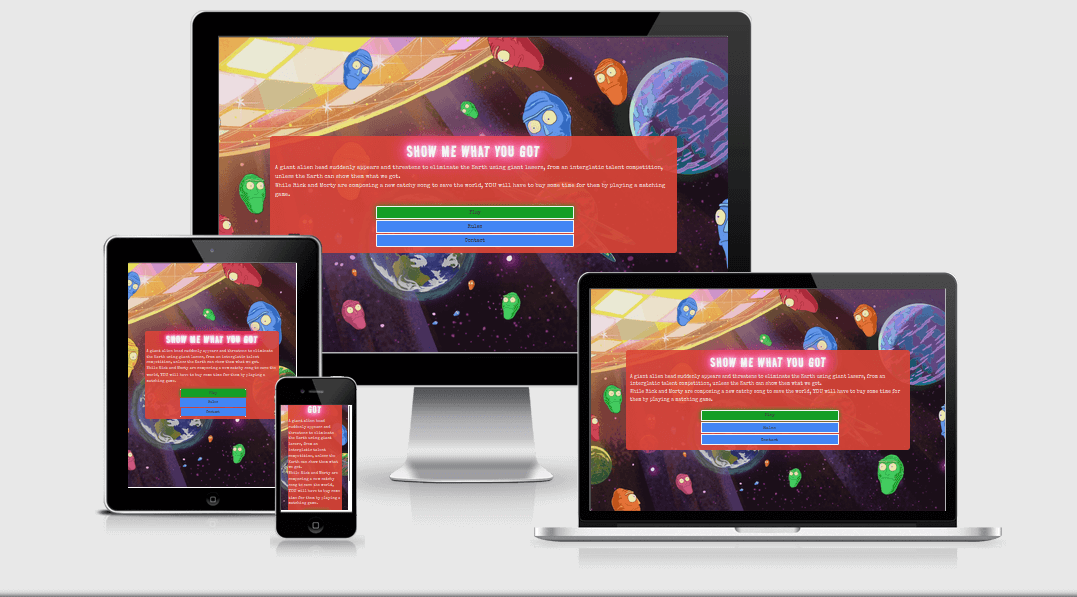 SHOW ME WHAT YOU GOT
A giant alien head suddenly appears and threatens to eliminate the Earth using giant lasers, from an interglatic talent competition,
unless the Earth can show them what we got.
While Rick and Morty are composing a new catchy song to save the world, YOU will have to buy some time for them by playing a matching
game.
Play
Rules
Contact
SHOW ME WHAT YOU GOT
A giant alien head suddenly appears and threatens to eliminate
the Earth using giant lasers, from an interglatic talent
competition, unless the Earth can show them what we got.
While Rick and Morty are composing a new catchy song to save the
world, YOU will have to buy some time for them by playing a
matching game.
Play
Rules
Contact
GOT
A giant alien head
suddenly appears and
threatens to eliminate
the Earth using giant
lasers, from an
interglatic talent
competition, unless the
Earth can show them what
we got.
While Rick and Morty are
composing a new catchy
song to save the world,
YOU will have to buy some
time for them by playing a
matching game.
SHOW ME WHAT YOU GOT
A giant alien head suddenly appears and threatens to eliminate the Earth using giant lasers, from an
interglatic talent competition, unless the Earth can show them what we got.
While Rick and Morty are composing a new catchy song to save the world, YOU will have to buy some time for
them by playing a matching game.
Play
Rules
Contact